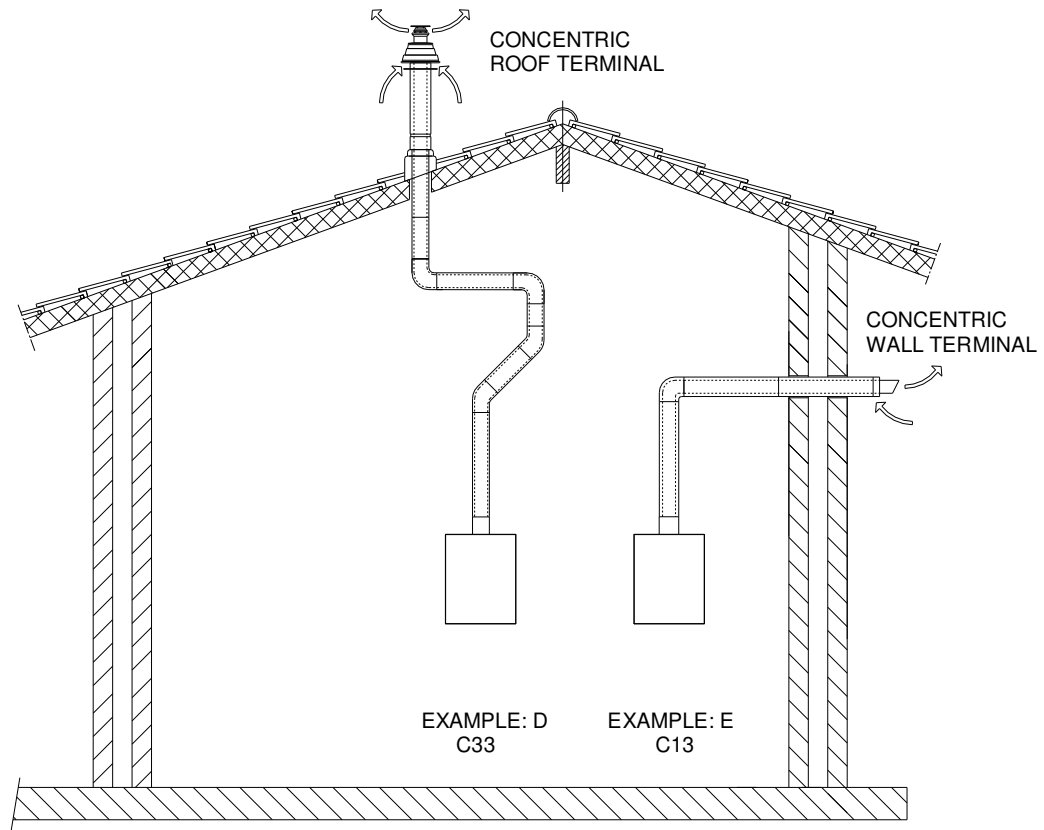 CONCENTRIC
ROOF TERMINAL
CONCENTRIC
WALL TERMINAL
EXAMPLE: D
C33
EXAMPLE: E
C13